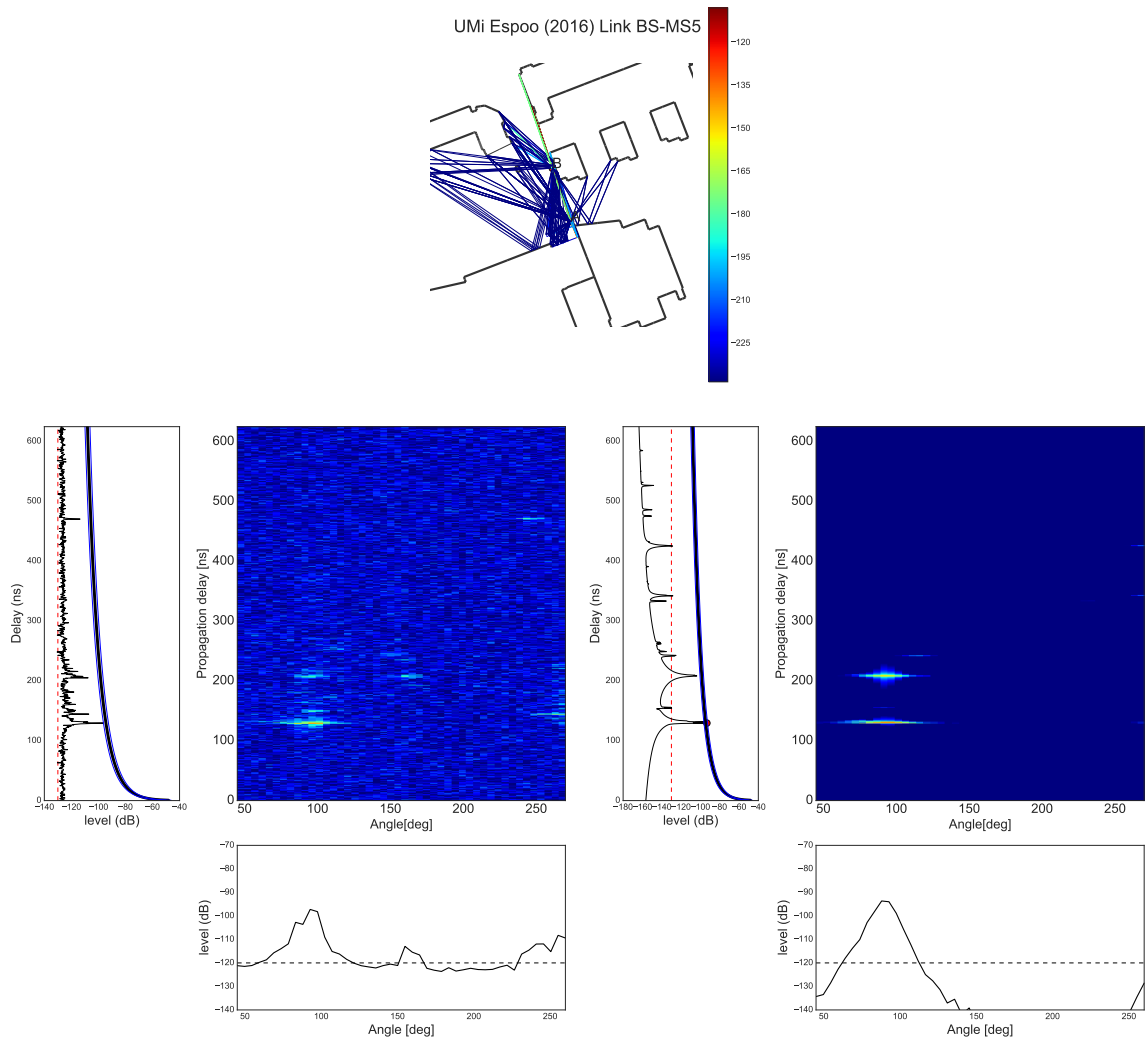 UMi Espoo (2016) Link BS-MS5
−120
−135
−150
−165
−180
−195
−210
−225
B
600
500
400
300
200
100
0
Delay (ns)
−140 −120 −100 −80 −60 −40
level (dB)
600
500
400
300
200
100
0
Propagation delay [ns]
50 100 150 200 250
Angle[deg]
600
500
400
300
200
100
0
Delay (ns)
−180 −160 −140 −120 −100 −80 −60 −40
level (dB)
600
500
400
300
200
100
0
Propagation delay [ns]
50 100 150 200 250
Angle[deg]
−70
−80
−90
−100
−110
−120
−130
−140
level (dB)
50 100 150 200 250
Angle [deg]
−70
−80
−90
−100
−110
−120
−130
−140
level (dB)
50 100 150 200 250
Angle [deg]